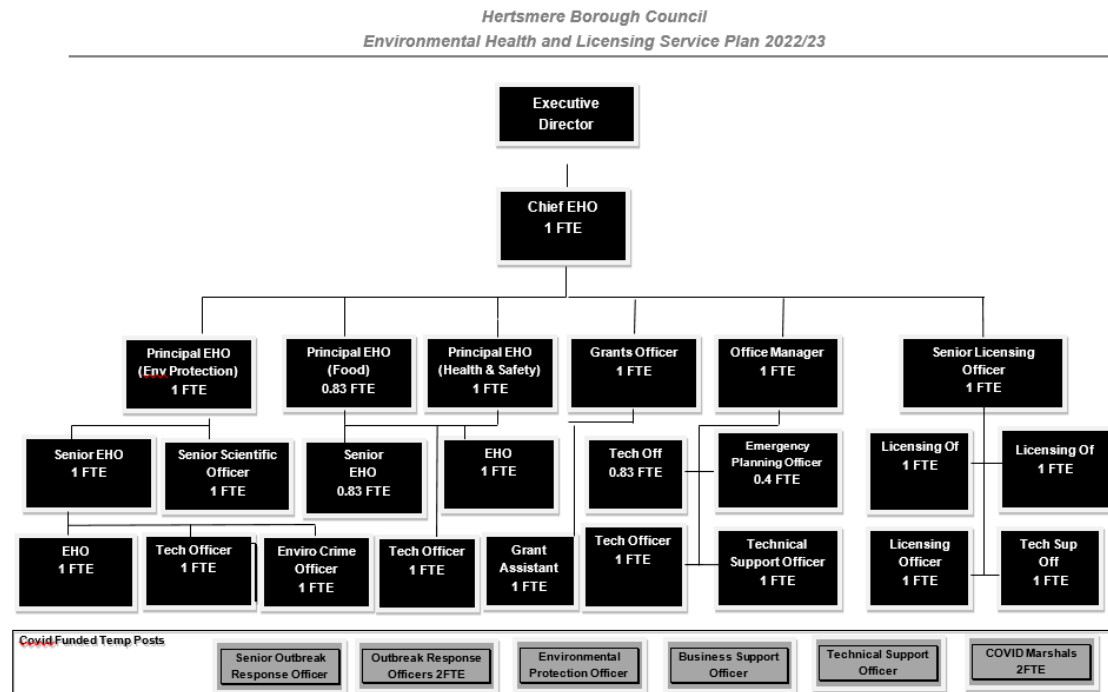 Hertsmere Borough Council
Environmental Health and Licensing Service Plan 2022/23
Executive
Director
Chief EHO
1 FTE
Principal EHO
(Env Protection)
1 FTE
Principal EHO
(Food)
0.83 FTE
Principal EHO
(Health & Safety)
1 FTE
Grants Officer
1 FTE
Office Manager
1 FTE
Senior Licensing
Officer
1 FTE
Senior EHO
1 FTE
Senior Scientific
Officer
1 FTE
Senior
EHO
0.83 FTE
EHO
1 FTE
Tech Off
0.83 FTE
Emergency
Planning Officer
0.4 FTE
Licensing Of
1 FTE
Licensing Of
1 FTE
EHO
1 FTE
Tech Officer
1 FTE
Enviro Crime
Officer
1 FTE
Tech Officer
1 FTE
Grant
Assistant
1 FTE
Tech Officer
1 FTE
Technical
Support Officer
1 FTE
Licensing
Officer
1 FTE
Tech Sup
Off
1 FTE
Covid Funded Temp Posts
Senior Outbreak
Response Officer
Outbreak Response
Officers 2FTE
Environmental
Protection Officer
Business Support
Officer
Technical Support
Officer
COVID Marshals
2FTE